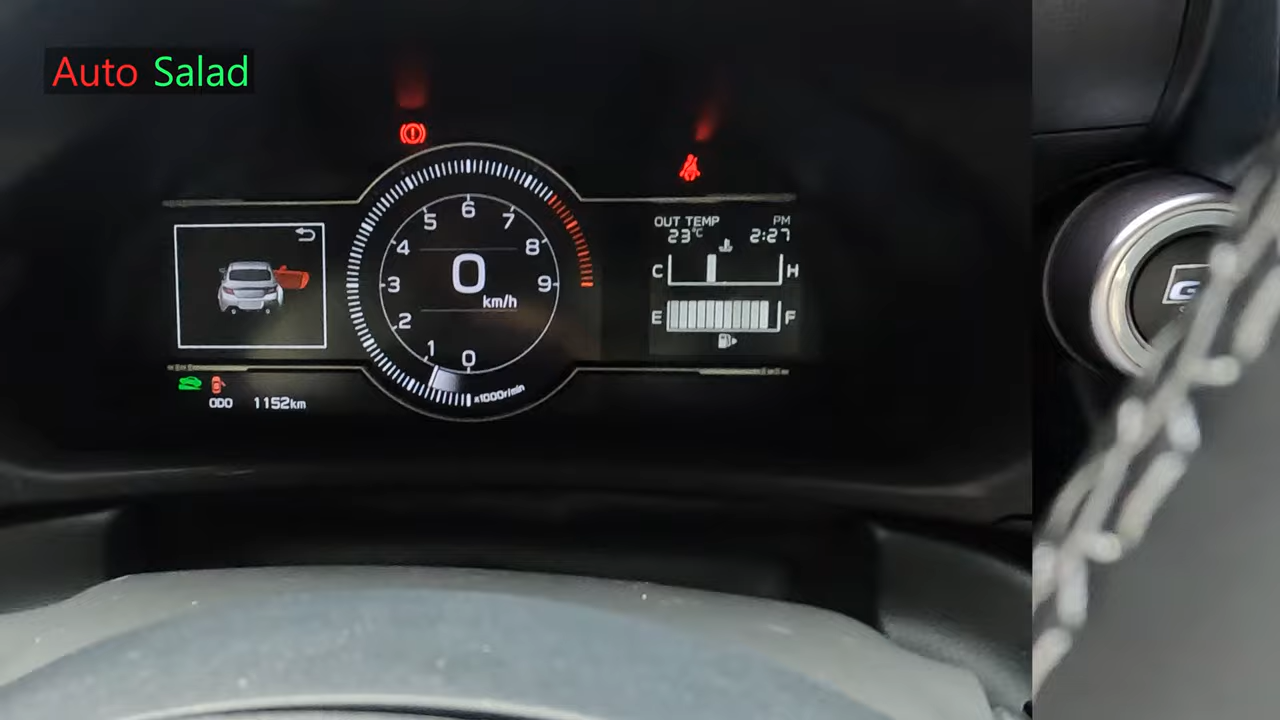 Auto Salad
OUT TEMP PM
23°C 2:27
C H
E F
6
5 7
4 8
3 0 9
km/h
2
1 0
x1000r/min
ODO 1152km
G